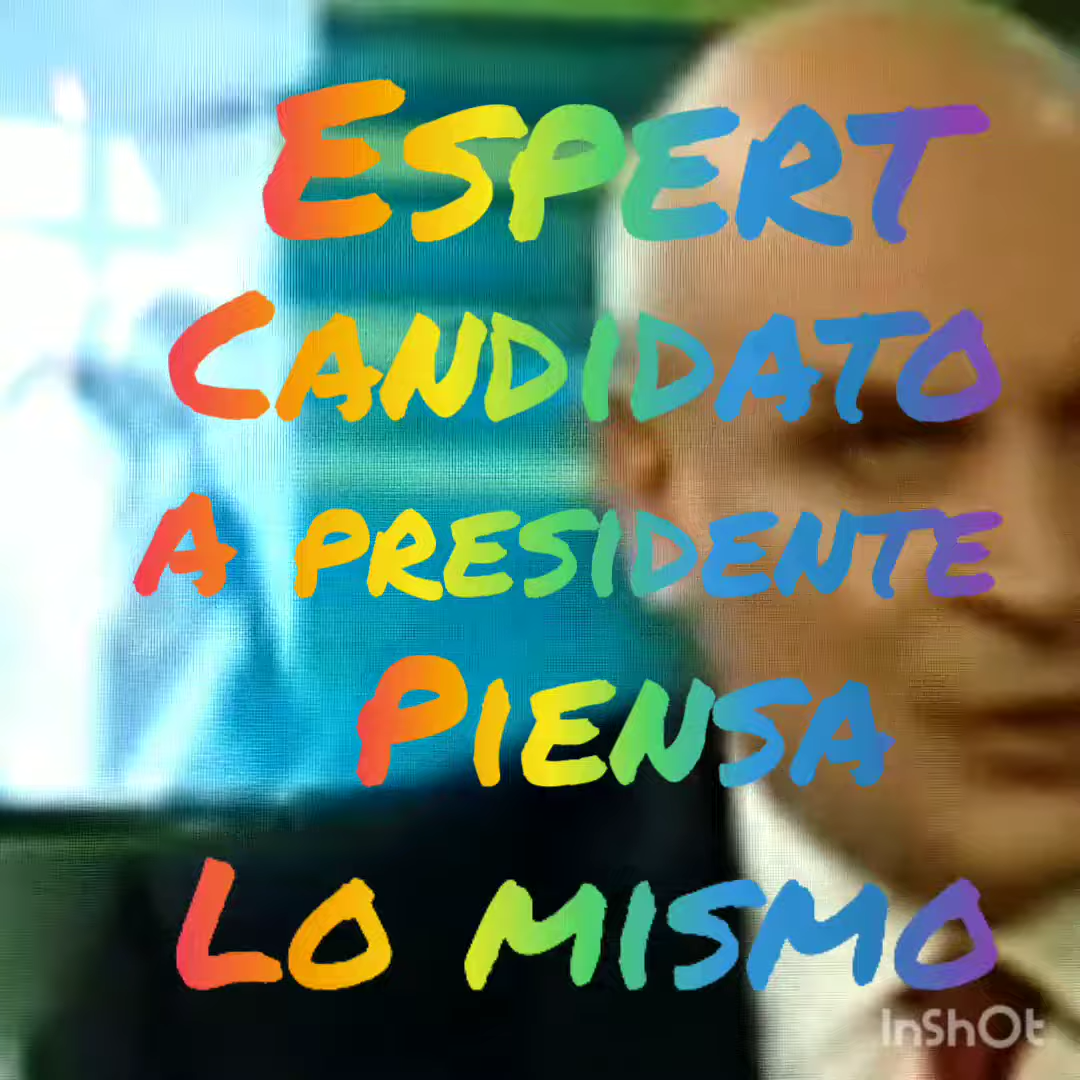 ESPERT
CANDIDATO
A PRESIDENTE
PIENSA
LO MISMO
InShOt